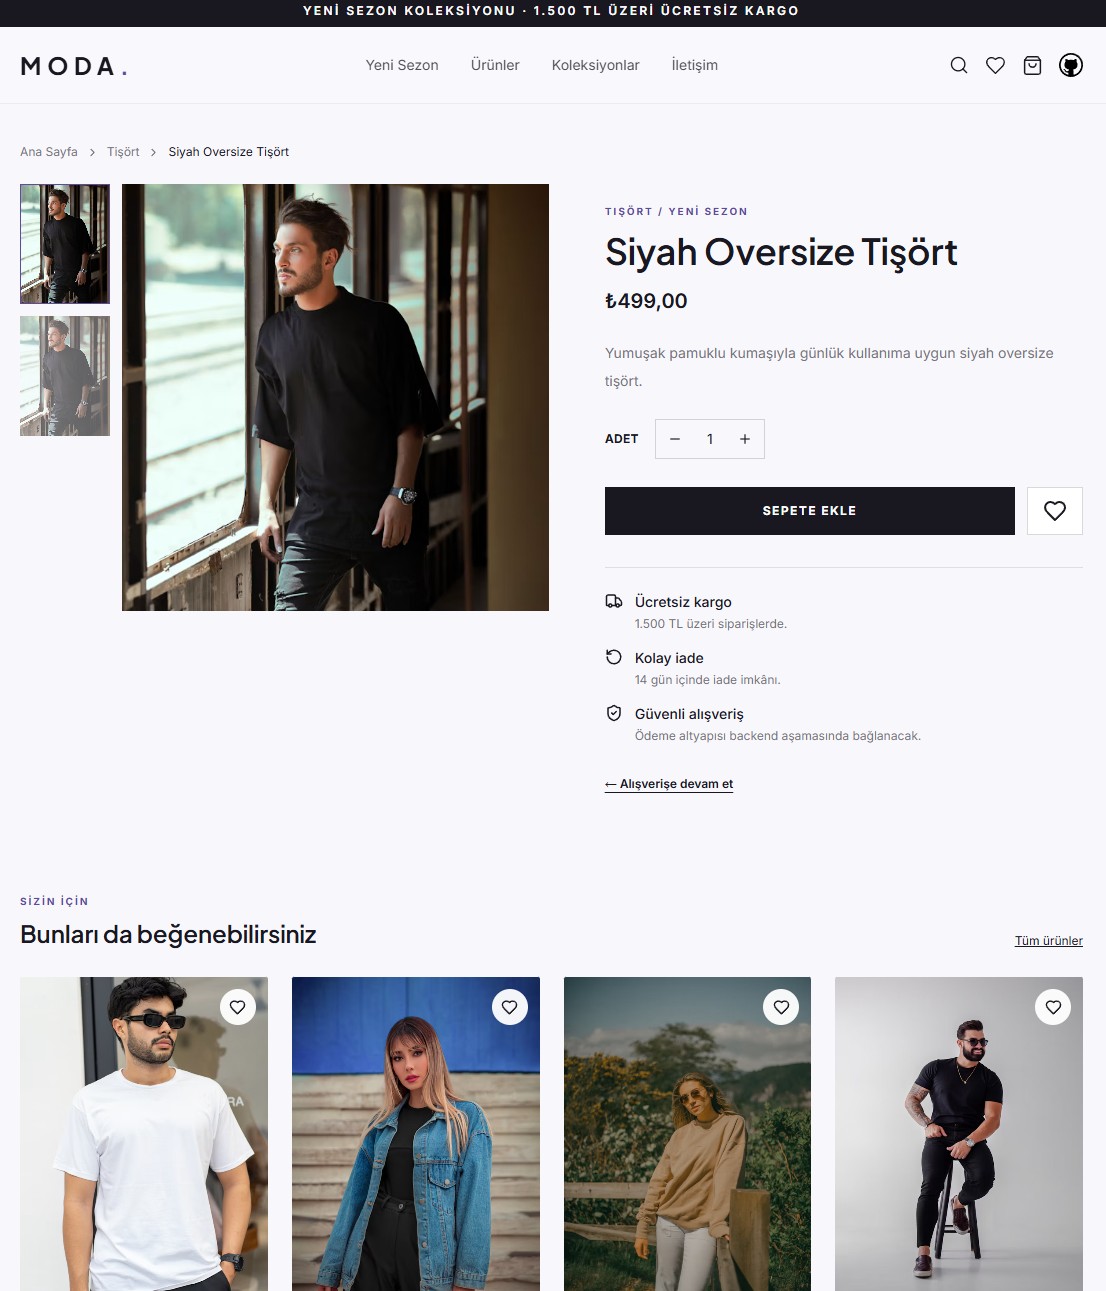 YENİ SEZON KOLEKSİYONU · 1.500 TL ÜZERİ ÜCRETSİZ KARGO
MODA.
Yeni Sezon
Ürünler
Koleksiyonlar
İletişim
Ana Sayfa > Tişört > Siyah Oversize Tişört
TIŞÖRT / YENİ SEZON
Siyah Oversize Tişört
₺499,00
Yumuşak pamuklu kumaşıyla günlük kullanıma uygun siyah oversize
tişört.
ADET − 1 +
SEPETE EKLE
Ücretsiz kargo
1.500 TL üzeri siparişlerde.
Kolay iade
14 gün içinde iade imkânı.
Güvenli alışveriş
Ödeme altyapısı backend aşamasında bağlanacak.
← Alışverişe devam et
SİZİN İÇİN
Bunları da beğenebilirsiniz
Tüm ürünler
RA